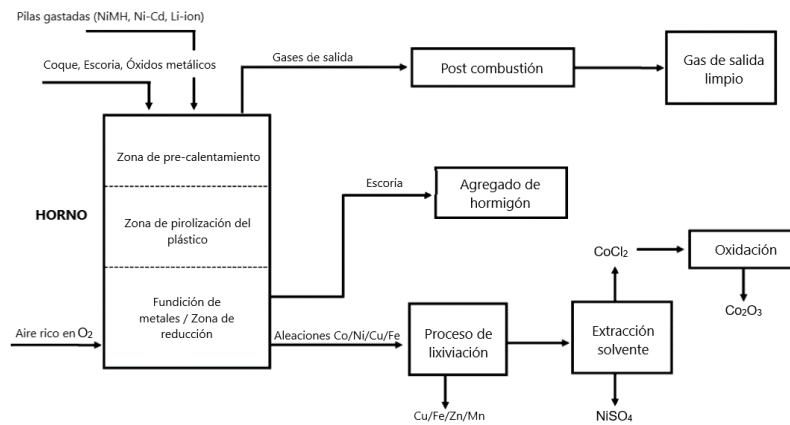 Pilas gastadas (NiMH, Ni-Cd, Li-ion)
Coque, Escoria, Óxidos metálicos
Gases de salida
Post combustión
Gas de salida
limpio
Zona de pre-calentamiento
HORNO
Zona de pirolización del
plástico
Escoria
Agregado de
hormigón
CoCl₂
Oxidación
Co₂O₃
Fundición de
metales / Zona de
reducción
Aire rico en O₂
Aleaciones Co/Ni/Cu/Fe
Proceso de
lixiviación
Extracción
solvente
Cu/Fe/Zn/Mn
NiSO₄